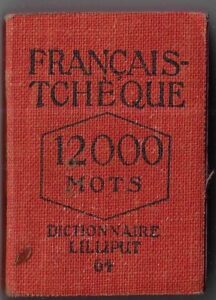 FRANÇAIS-
TCHÈQUE
12000
MOTS
DICTIONNAIRE
LILLIPUT
64